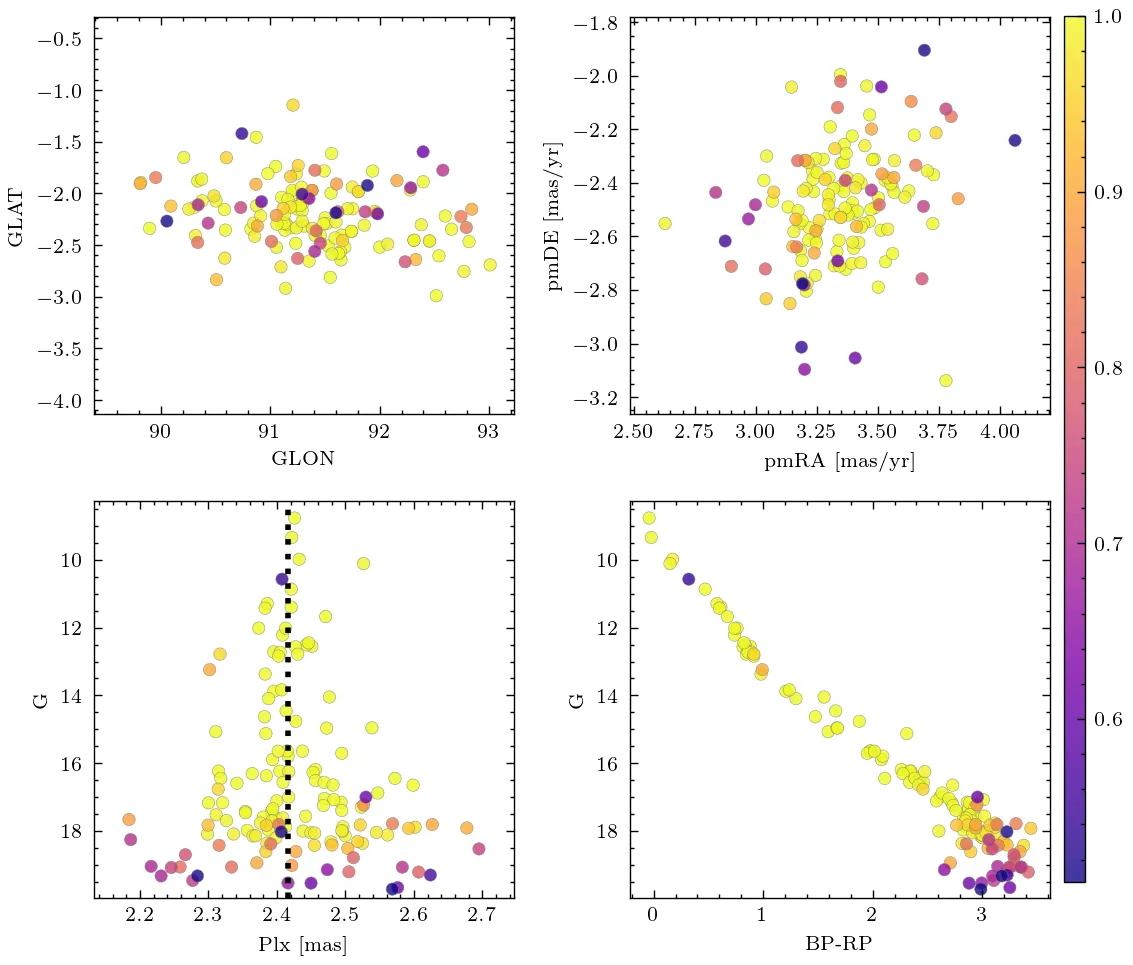 −0.5
−1.0
−1.5
−2.0
−2.5
−3.0
−3.5
−4.0
GLAT
90 91 92 93
GLON
−1.8
−2.0
−2.2
−2.4
−2.6
−2.8
−3.0
−3.2
pmDE [mas/yr]
2.50 2.75 3.00 3.25 3.50 3.75 4.00
pmRA [mas/yr]
1.0
0.9
0.8
0.7
0.6
10
12
14
16
18
G
2.2 2.3 2.4 2.5 2.6 2.7
Plx [mas]
10
12
14
16
18
G
0 1 2 3
BP-RP